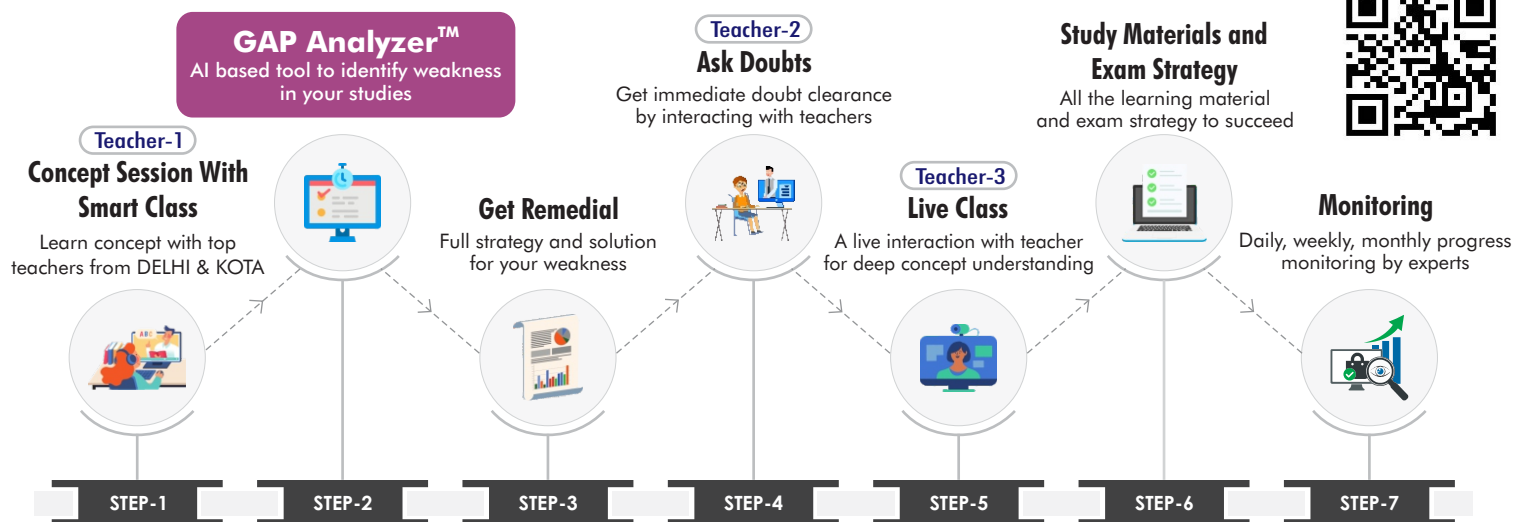 Teacher-1
Concept Session With
Smart Class
Learn concept with top
teachers from DELHI & KOTA
GAP Analyzer™
AI based tool to identify weakness
in your studies
Get Remedial
Full strategy and solution
for your weakness
Teacher-2
Ask Doubts
Get immediate doubt clearance
by interacting with teachers
Teacher-3
Live Class
A live interaction with teacher
for deep concept understanding
Study Materials and
Exam Strategy
All the learning material
and exam strategy to succeed
Monitoring
Daily, weekly, monthly progress
monitoring by experts
ABC
STEP-1
STEP-2
STEP-3
STEP-4
STEP-5
STEP-6
STEP-7